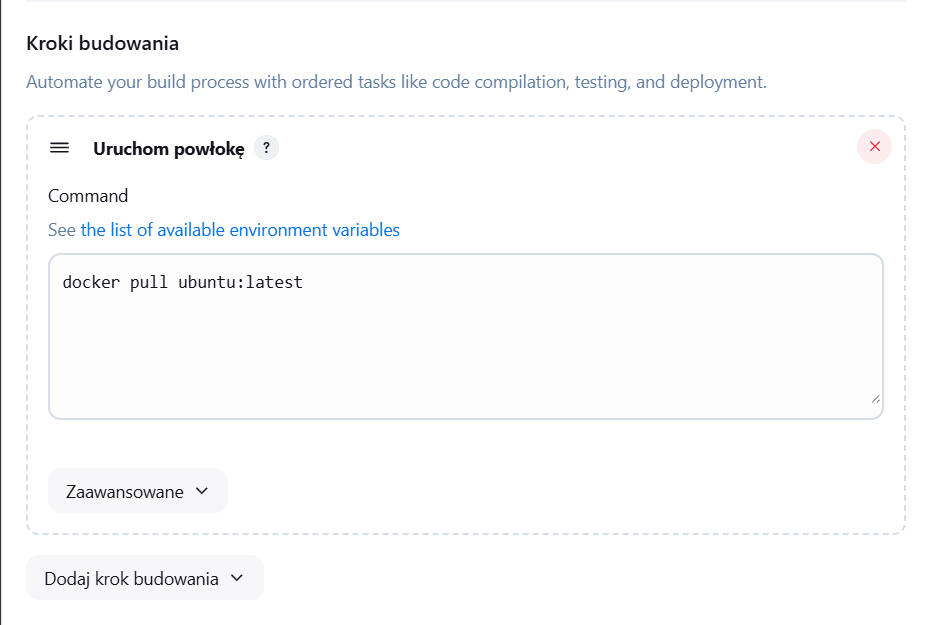 Kroki budowania
Automate your build process with ordered tasks like code compilation, testing, and deployment.
Uruchom powłokę ?
Command
See the list of available environment variables
docker pull ubuntu:latest
Zaawansowane
Dodaj krok budowania